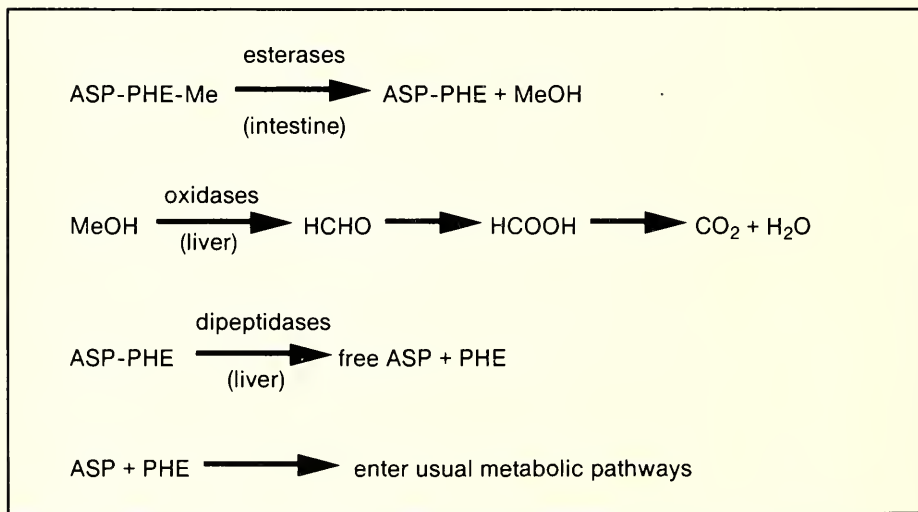 esterases
ASP-PHE-Me → ASP-PHE + MeOH
(intestine)
oxidases
MeOH → HCHO → HCOOH → CO₂ + H₂O
(liver)
dipeptidases
ASP-PHE → free ASP + PHE
(liver)
ASP + PHE → enter usual metabolic pathways